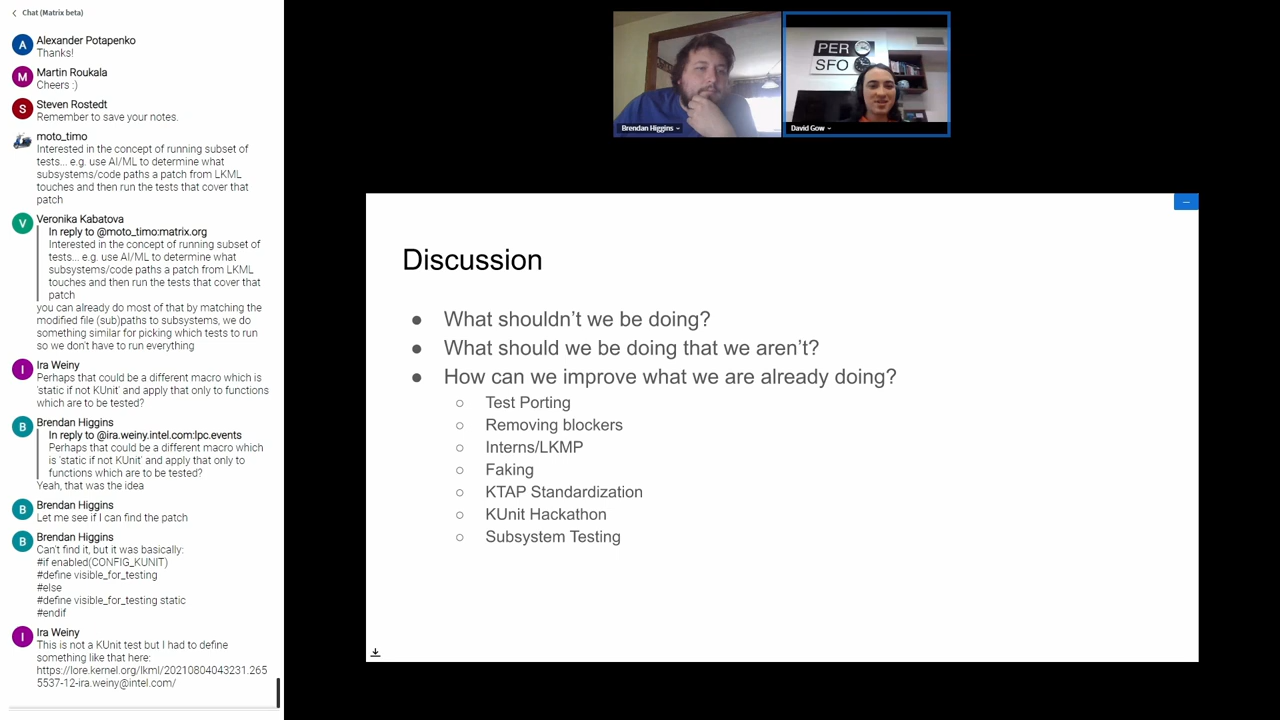 Chat (Matrix beta)
A
Alexander Potapenko
Thanks!
M
Martin Roukala
Cheers :)
S
Steven Rostedt
Remember to save your notes.
moto_timo
Interested in the concept of running subset of
tests... e.g. use AI/ML to determine what
subsystems/code paths a patch from LKML
touches and then run the tests that cover that
patch
V
Veronika Kabatova
In reply to @moto_timo:matrix.org
Interested in the concept of running subset of
tests... e.g. use AI/ML to determine what
subsystems/code paths a patch from LKML
touches and then run the tests that cover that
patch
you can already do most of that by matching the
modified file (sub)paths to subsystems, we do
something similar for picking which tests to run
so we don't have to run everything
I
Ira Weiny
Perhaps that could be a different macro which is
'static if not KUnit' and apply that only to functions
which are to be tested?
B
Brendan Higgins
In reply to @ira.weiny.intel.com:lpc.events
Perhaps that could be a different macro which
is 'static if not KUnit' and apply that only to
functions which are to be tested?
Yeah, that was the idea
B
Brendan Higgins
Let me see if I can find the patch
B
Brendan Higgins
Can't find it, but it was basically:
#if enabled(CONFIG_KUNIT)
#define visible_for_testing
#else
#define visible_for_testing static
#endif
I
Ira Weiny
This is not a KUnit test but I had to define
something like that here:
https://lore.kernel.org/lkml/20210804043231.265
5537-12-ira.weiny@intel.com/
PER
SFO
Brendan Higgins
David Gow
Discussion
● What shouldn't we be doing?
● What should we be doing that we aren't?
● How can we improve what we are already doing?
○ Test Porting
○ Removing blockers
○ Interns/LKMP
○ Faking
○ KTAP Standardization
○ KUnit Hackathon
○ Subsystem Testing